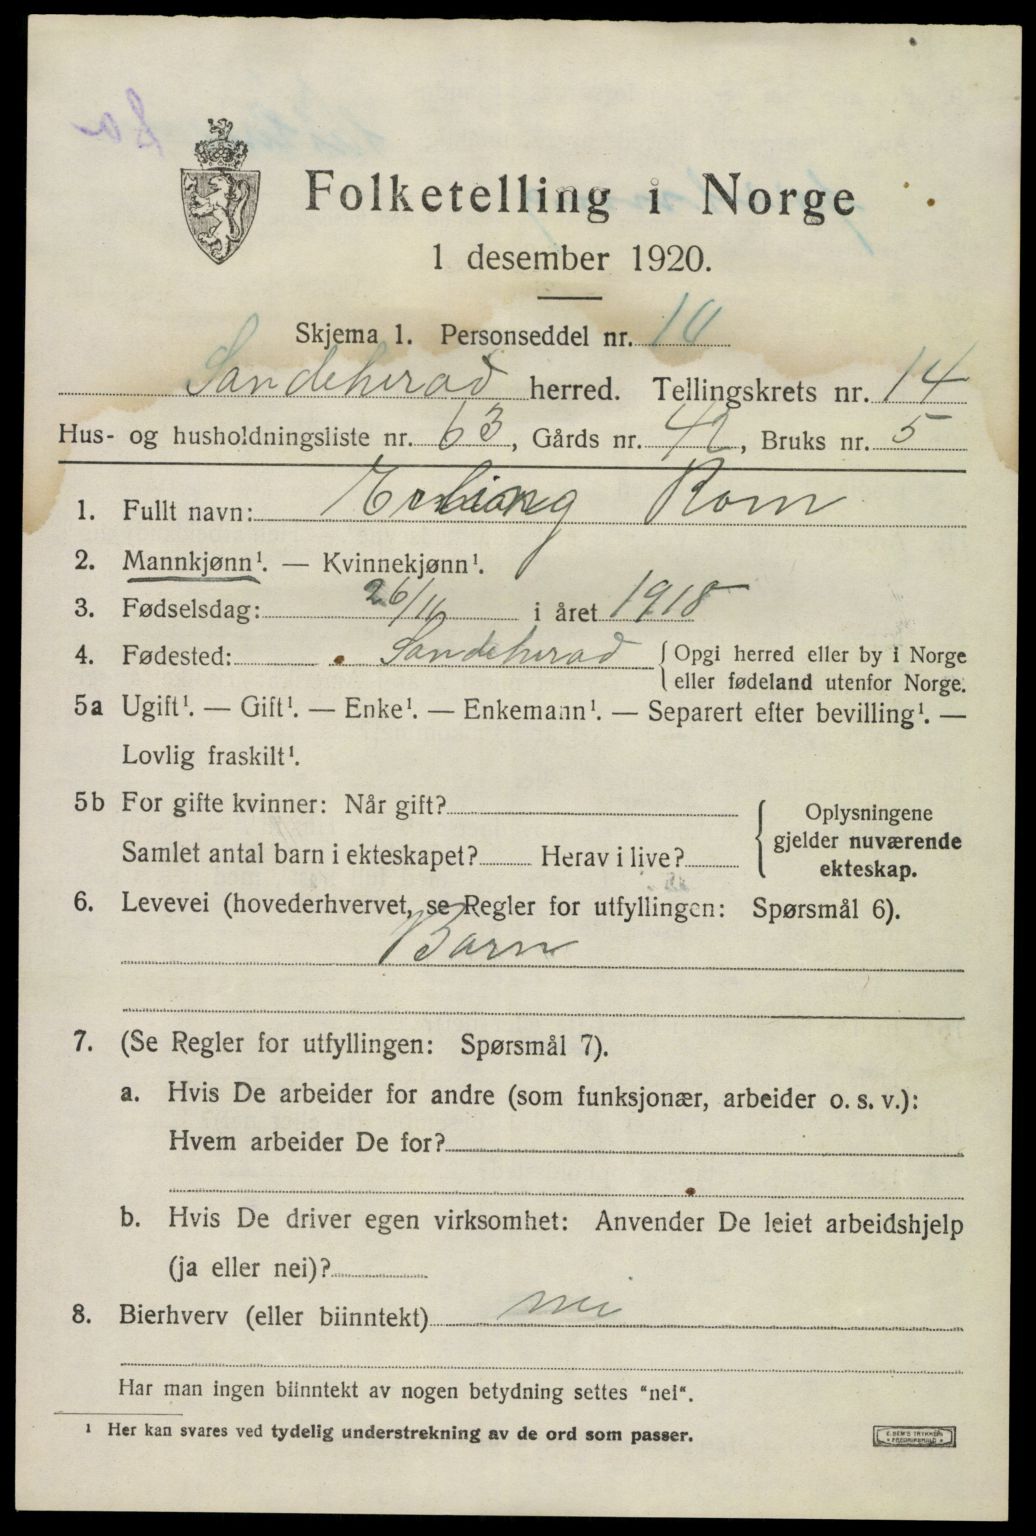 Folketelling i Norge
1 desember 1920.
Skjema 1. Personseddel nr. 10
Sandeherad herred. Tellingskrets nr. 14
Hus- og husholdningsliste nr. 63, Gårds nr. 42, Bruks nr. 5
1. Fullt navn: Erling Rom
2. Mannkjønn¹. — Kvinnekjønn¹.
3. Fødselsdag: 26/11 i året 1918
4. Fødested: Sandeherad { Opgi herred eller by i Norge
eller fødeland utenfor Norge.
5a Ugift¹. — Gift¹. — Enke¹. — Enkemann¹. — Separert efter bevilling¹. —
Lovlig fraskilt¹.
5b For gifte kvinner: Når gift?
Samlet antal barn i ekteskapet? Herav i live?
{ Oplysningene
gjelder nuværende
ekteskap.
6. Levevei (hovederhvervet, se Regler for utfyllingen: Spørsmål 6).
Barn
7. (Se Regler for utfyllingen: Spørsmål 7).
a. Hvis De arbeider for andre (som funksjonær, arbeider o. s. v.):
Hvem arbeider De for?
b. Hvis De driver egen virksomhet: Anvender De leiet arbeidshjelp
(ja eller nei)?
8. Bierhverv (eller biinntekt) nei
Har man ingen biinntekt av nogen betydning settes "nei".
¹ Her kan svares ved tydelig understrekning av de ord som passer.
E. SEM'S TRYKKERI
FREDRIKSHALD